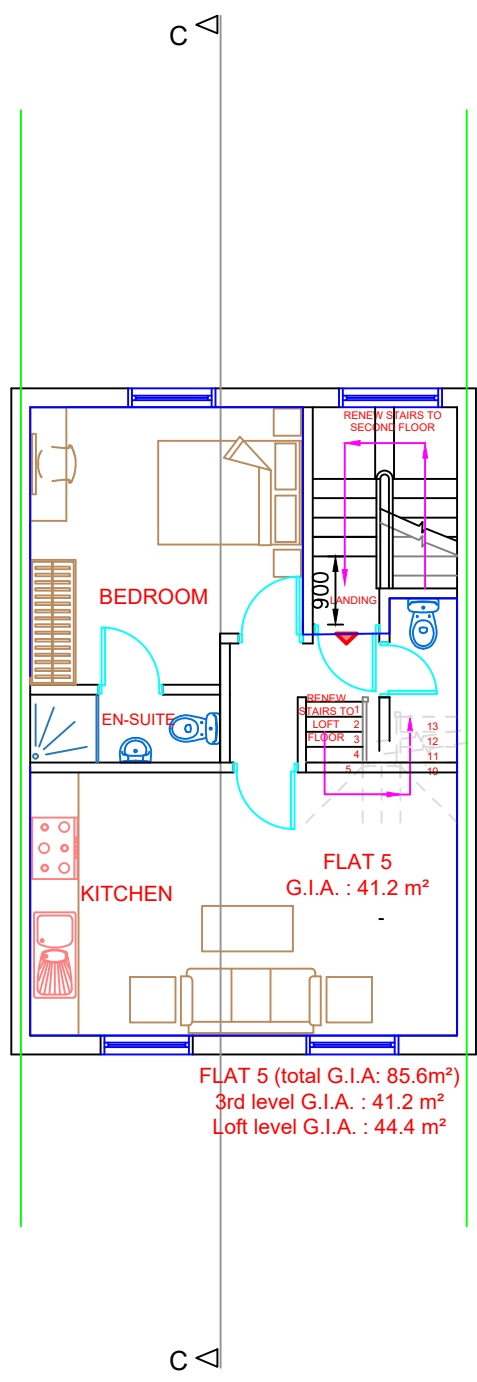 C
RENEW STAIRS TO
SECOND FLOOR
900
LANDING
BEDROOM
EN-SUITE
RENEW
STAIRS TO
LOFT
FLOOR
1
2
3
4
5
13
12
11
10
KITCHEN
FLAT 5
G.I.A. : 41.2 m²
-
FLAT 5 (total G.I.A: 85.6m²)
3rd level G.I.A. : 41.2 m²
Loft level G.I.A. : 44.4 m²
C